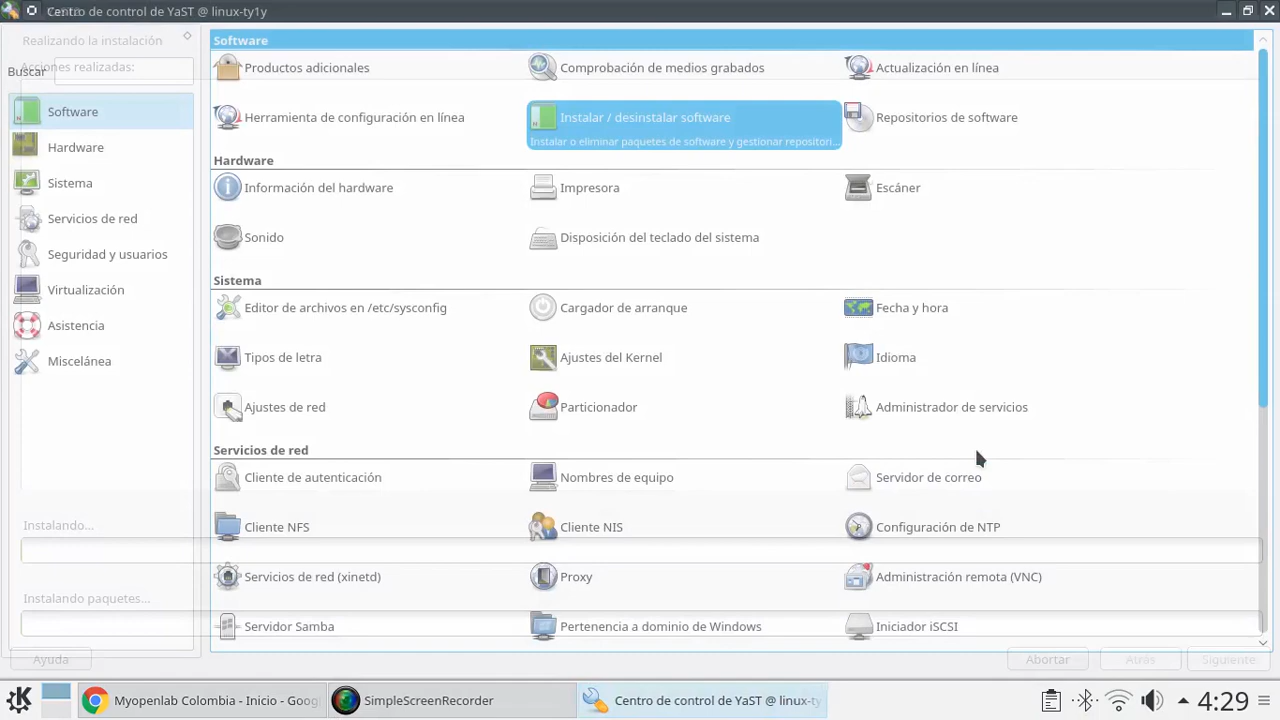 Centro de control de YaST @ linux-ty1y
Realizando la instalación
Acciones realizadas:
Buscar
Software
Hardware
Sistema
Servicios de red
Seguridad y usuarios
Virtualización
Asistencia
Miscelánea
Software
Productos adicionales
Comprobación de medios grabados
Actualización en línea
Herramienta de configuración en línea
Instalar / desinstalar software
Instalar o eliminar paquetes de software y gestionar repositori...
Repositorios de software
Hardware
Información del hardware
Impresora
Escáner
Sonido
Disposición del teclado del sistema
Sistema
Editor de archivos en /etc/sysconfig
Cargador de arranque
Fecha y hora
Tipos de letra
Ajustes del Kernel
Idioma
Ajustes de red
Particionador
Administrador de servicios
Servicios de red
Cliente de autenticación
Nombres de equipo
Servidor de correo
Cliente NFS
Cliente NIS
Configuración de NTP
Servicios de red (xinetd)
Proxy
Administración remota (VNC)
Servidor Samba
Pertenencia a dominio de Windows
Iniciador iSCSI
Instalando...
Instalando paquetes...
Ayuda
Abortar
Atrás
Siguiente
Myopenlab Colombia - Inicio - Goog
SimpleScreenRecorder
Centro de control de YaST @ linux-ty
4:29